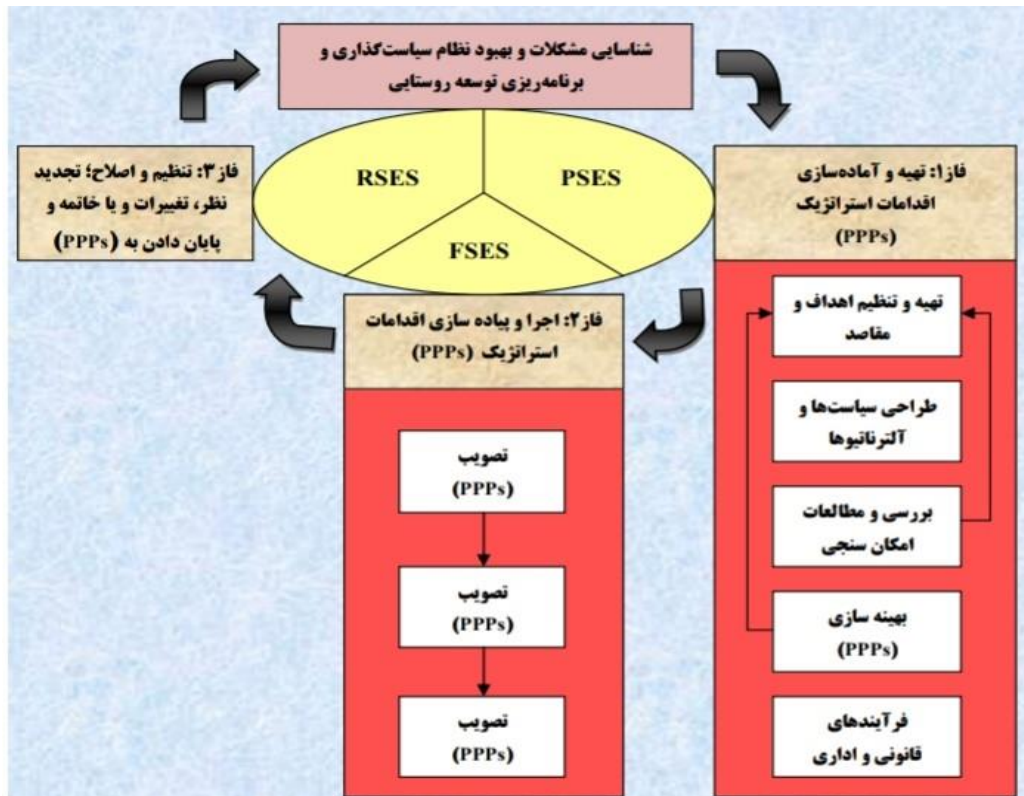 شناسایی مشکلات و بهبود نظام سیاست‌گذاری و
برنامه‌ریزی توسعه روستایی
PSES
RSES
FSES
فاز۱: تهیه و آماده‌سازی
اقدامات استراتژیک
(PPPs)
تهیه و تنظیم اهداف و
مقاصد
طراحی سیاست‌ها و
آلترناتیوها
بررسی و مطالعات
امکان سنجی
بهینه سازی
(PPPs)
فرآیندهای
قانونی و اداری
فاز۲: اجرا و پیاده سازی اقدامات
استراتژیک (PPPs)
تصویب
(PPPs)
تصویب
(PPPs)
تصویب
(PPPs)
فاز۳: تنظیم و اصلاح؛ تجدید
نظر، تغییرات و یا خاتمه و
پایان دادن به (PPPs)